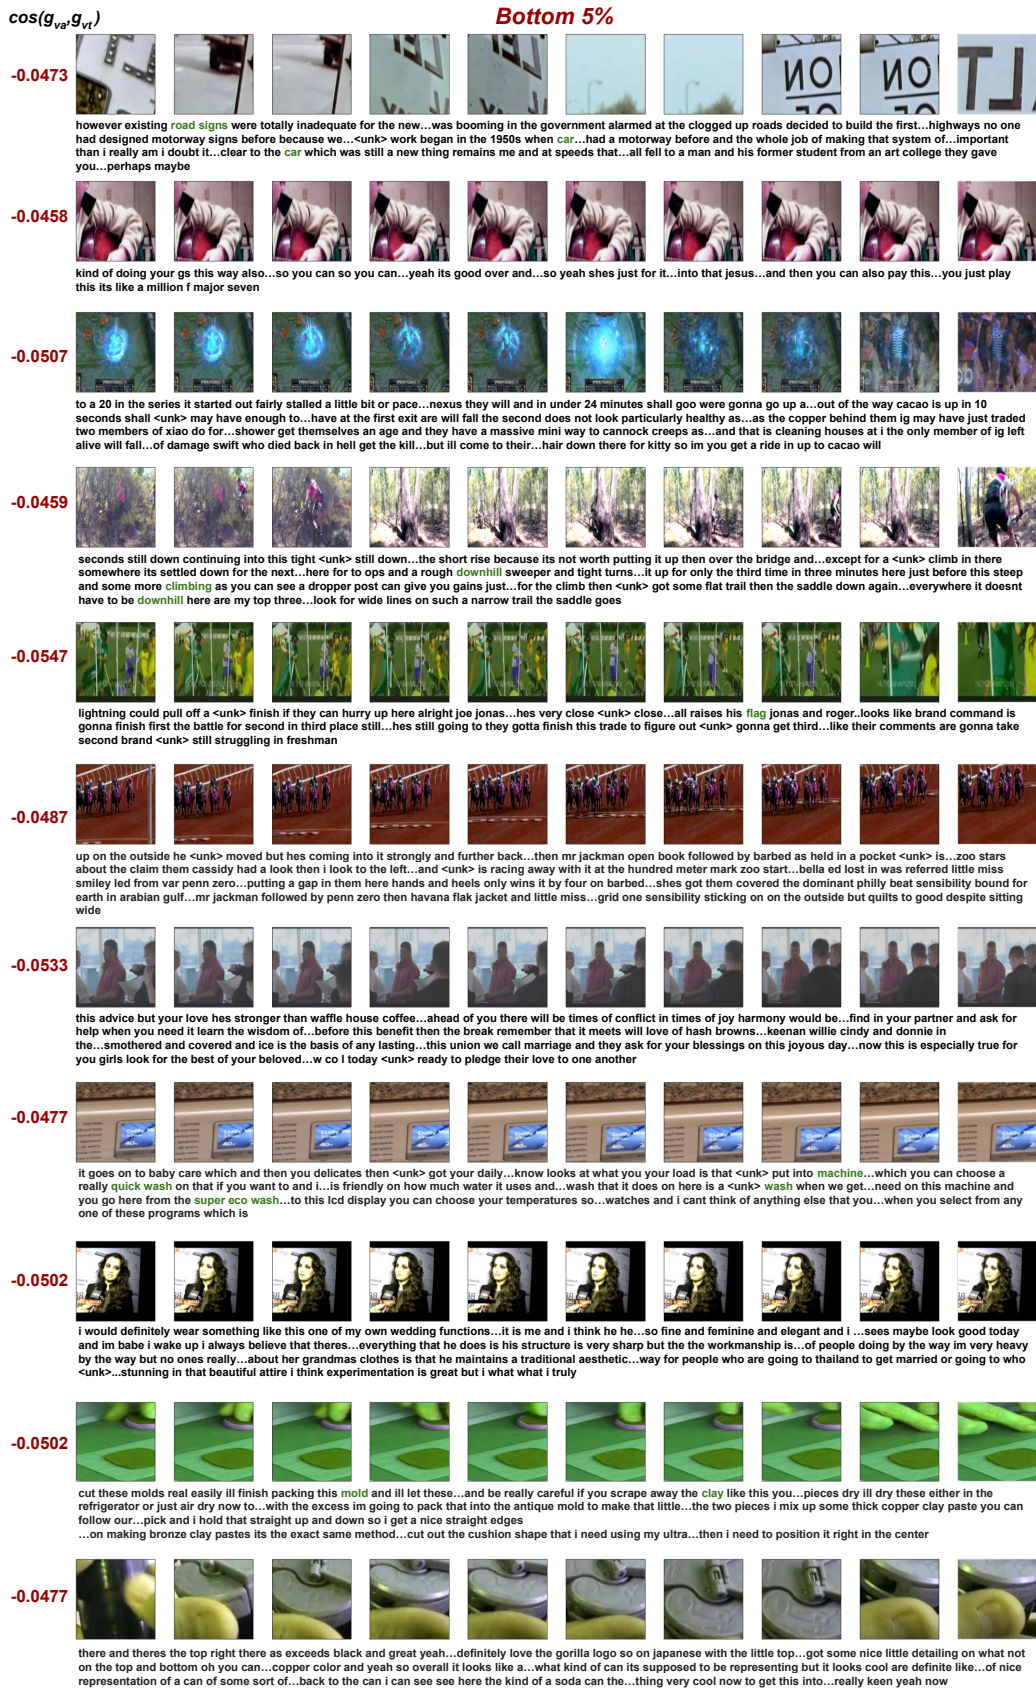 cos(g_va,g_vt)
Bottom 5%
-0.0473
however existing road signs were totally inadequate for the new…was booming in the government alarmed at the clogged up roads decided to build the first…highways no one
had designed motorway signs before because we…<unk> work began in the 1950s when car…had a motorway before and the whole job of making that system of…important
than i really am i doubt it…clear to the car which was still a new thing remains me and at speeds that…all fell to a man and his former student from an art college they gave
you…perhaps maybe
-0.0458
kind of doing your gs this way also…so you can so you can…yeah its good over and…so yeah shes just for it…into that jesus…and then you can also pay this…you just play
this its like a million f major seven
-0.0507
to a 20 in the series it started out fairly stalled a little bit or pace…nexus they will and in under 24 minutes shall goo were gonna go up a…out of the way cacao is up in 10
seconds shall <unk> may have enough to…have at the first exit are will fall the second does not look particularly healthy as…as the copper behind them ig may have just traded
two members of xiao do for…shower get themselves an age and they have a massive mini way to cannock creeps as…and that is cleaning houses at i the only member of ig left
alive will fall…of damage swift who died back in hell get the kill…but ill come to their…hair down there for kitty so im you get a ride in up to cacao will
-0.0459
seconds still down continuing into this tight <unk> still down…the short rise because its not worth putting it up then over the bridge and…except for a <unk> climb in there
somewhere its settled down for the next…here for to ops and a rough downhill sweeper and tight turns…it up for only the third time in three minutes here just before this steep
and some more climbing as you can see a dropper post can give you gains just…for the climb then <unk> got some flat trail then the saddle down again…everywhere it doesnt
have to be downhill here are my top three…look for wide lines on such a narrow trail the saddle goes
-0.0547
lightning could pull off a <unk> finish if they can hurry up here alright joe jonas…hes very close <unk> close…all raises his flag jonas and roger..looks like brand command is
gonna finish first the battle for second in third place still…hes still going to they gotta finish this trade to figure out <unk> gonna get third…like their comments are gonna take
second brand <unk> still struggling in freshman
-0.0487
up on the outside he <unk> moved but hes coming into it strongly and further back…then mr jackman open book followed by barbed as held in a pocket <unk> is…zoo stars
about the claim them cassidy had a look then i look to the left…and <unk> is racing away with it at the hundred meter mark zoo start…bella ed lost in was referred little miss
smiley led from var penn zero…putting a gap in them here hands and heels only wins it by four on barbed…shes got them covered the dominant philly beat sensibility bound for
earth in arabian gulf…mr jackman followed by penn zero then havana flak jacket and little miss…grid one sensibility sticking on on the outside but quilts to good despite sitting
wide
-0.0533
this advice but your love hes stronger than waffle house coffee…ahead of you there will be times of conflict in times of joy harmony would be…find in your partner and ask for
help when you need it learn the wisdom of…before this benefit then the break remember that it meets will love of hash browns…keenan willie cindy and donnie in
the…smothered and covered and ice is the basis of any lasting…this union we call marriage and they ask for your blessings on this joyous day…now this is especially true for
you girls look for the best of your beloved…w co l today <unk> ready to pledge their love to one another
-0.0477
it goes on to baby care which and then you delicates then <unk> got your daily…know looks at what you your load is that <unk> put into machine…which you can choose a
really quick wash on that if you want to and i…is friendly on how much water it uses and…wash that it does on here is a <unk> wash when we get…need on this machine and
you go here from the super eco wash…to this lcd display you can choose your temperatures so…watches and i cant think of anything else that you…when you select from any
one of these programs which is
-0.0502
i would definitely wear something like this one of my own wedding functions…it is me and i think he he…so fine and feminine and elegant and i …sees maybe look good today
and im babe i wake up i always believe that theres…everything that he does is his structure is very sharp but the the workmanship is…of people doing by the way im very heavy
by the way but no ones really…about her grandmas clothes is that he maintains a traditional aesthetic…way for people who are going to thailand to get married or going to who
<unk>...stunning in that beautiful attire i think experimentation is great but i what what i truly
-0.0502
cut these molds real easily ill finish packing this mold and ill let these…and be really careful if you scrape away the clay like this you…pieces dry ill dry these either in the
refrigerator or just air dry now to…with the excess im going to pack that into the antique mold to make that little…the two pieces i mix up some thick copper clay paste you can
follow our…pick and i hold that straight up and down so i get a nice straight edges
…on making bronze clay pastes its the exact same method…cut out the cushion shape that i need using my ultra…then i need to position it right in the center
-0.0477
there and theres the top right there as exceeds black and great yeah…definitely love the gorilla logo so on japanese with the little top…got some nice little detailing on what not
on the top and bottom oh you can…copper color and yeah so overall it looks like a…what kind of can its supposed to be representing but it looks cool are definite like…of nice
representation of a can of some sort of…back to the can i can see see here the kind of a soda can the…thing very cool now to get this into…really keen yeah now